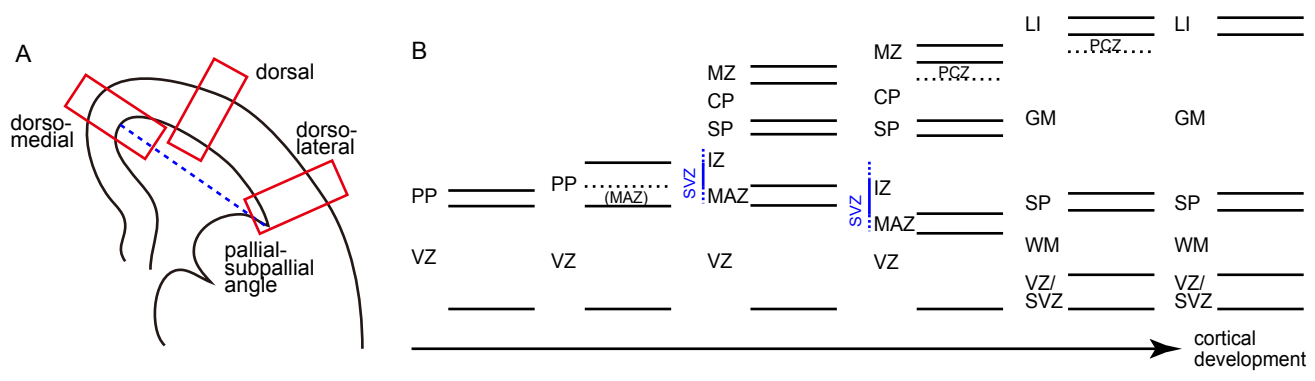 A
dorsal
dorso-
medial
dorso-
lateral
pallial-
subpallial
angle
B
PP
VZ
PP
(MAZ)
VZ
MZ
CP
SP
SVZ
IZ
MAZ
VZ
MZ
PCZ
CP
SP
SVZ
IZ
MAZ
VZ
LI
PCZ
GM
SP
WM
VZ/
SVZ
LI
GM
SP
WM
VZ/
SVZ
cortical
development